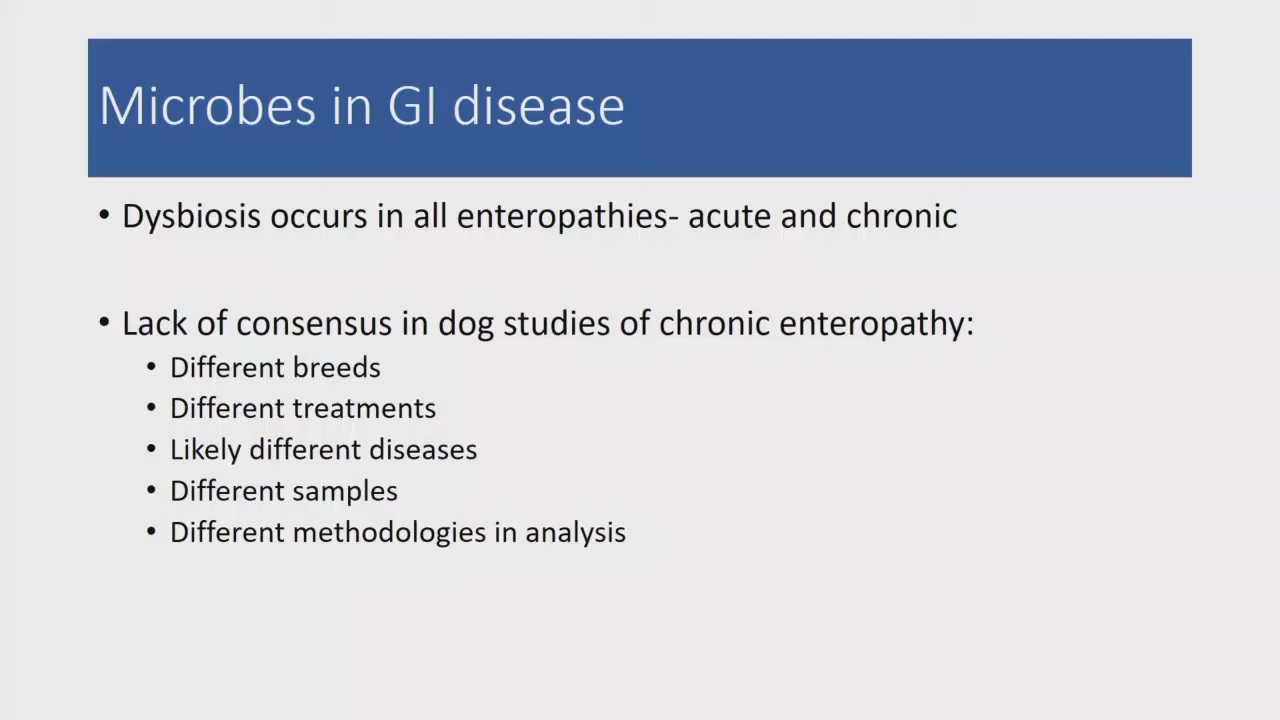 Microbes in GI disease
• Dysbiosis occurs in all enteropathies- acute and chronic
• Lack of consensus in dog studies of chronic enteropathy:
• Different breeds
• Different treatments
• Likely different diseases
• Different samples
• Different methodologies in analysis